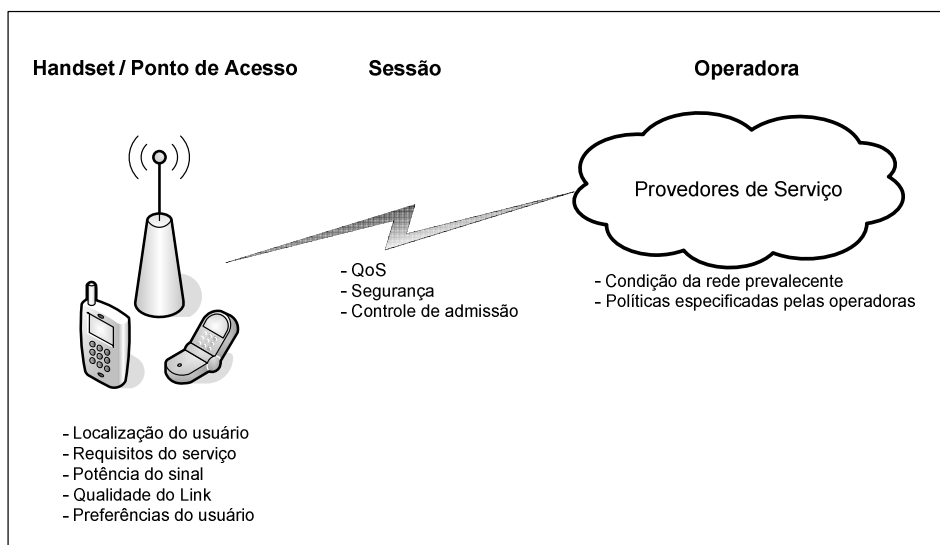 Handset / Ponto de Acesso
Sessão
Operadora
Provedores de Serviço
- QoS
- Segurança
- Controle de admissão
- Condição da rede prevalecente
- Políticas especificadas pelas operadoras
- Localização do usuário
- Requisitos do serviço
- Potência do sinal
- Qualidade do Link
- Preferências do usuário